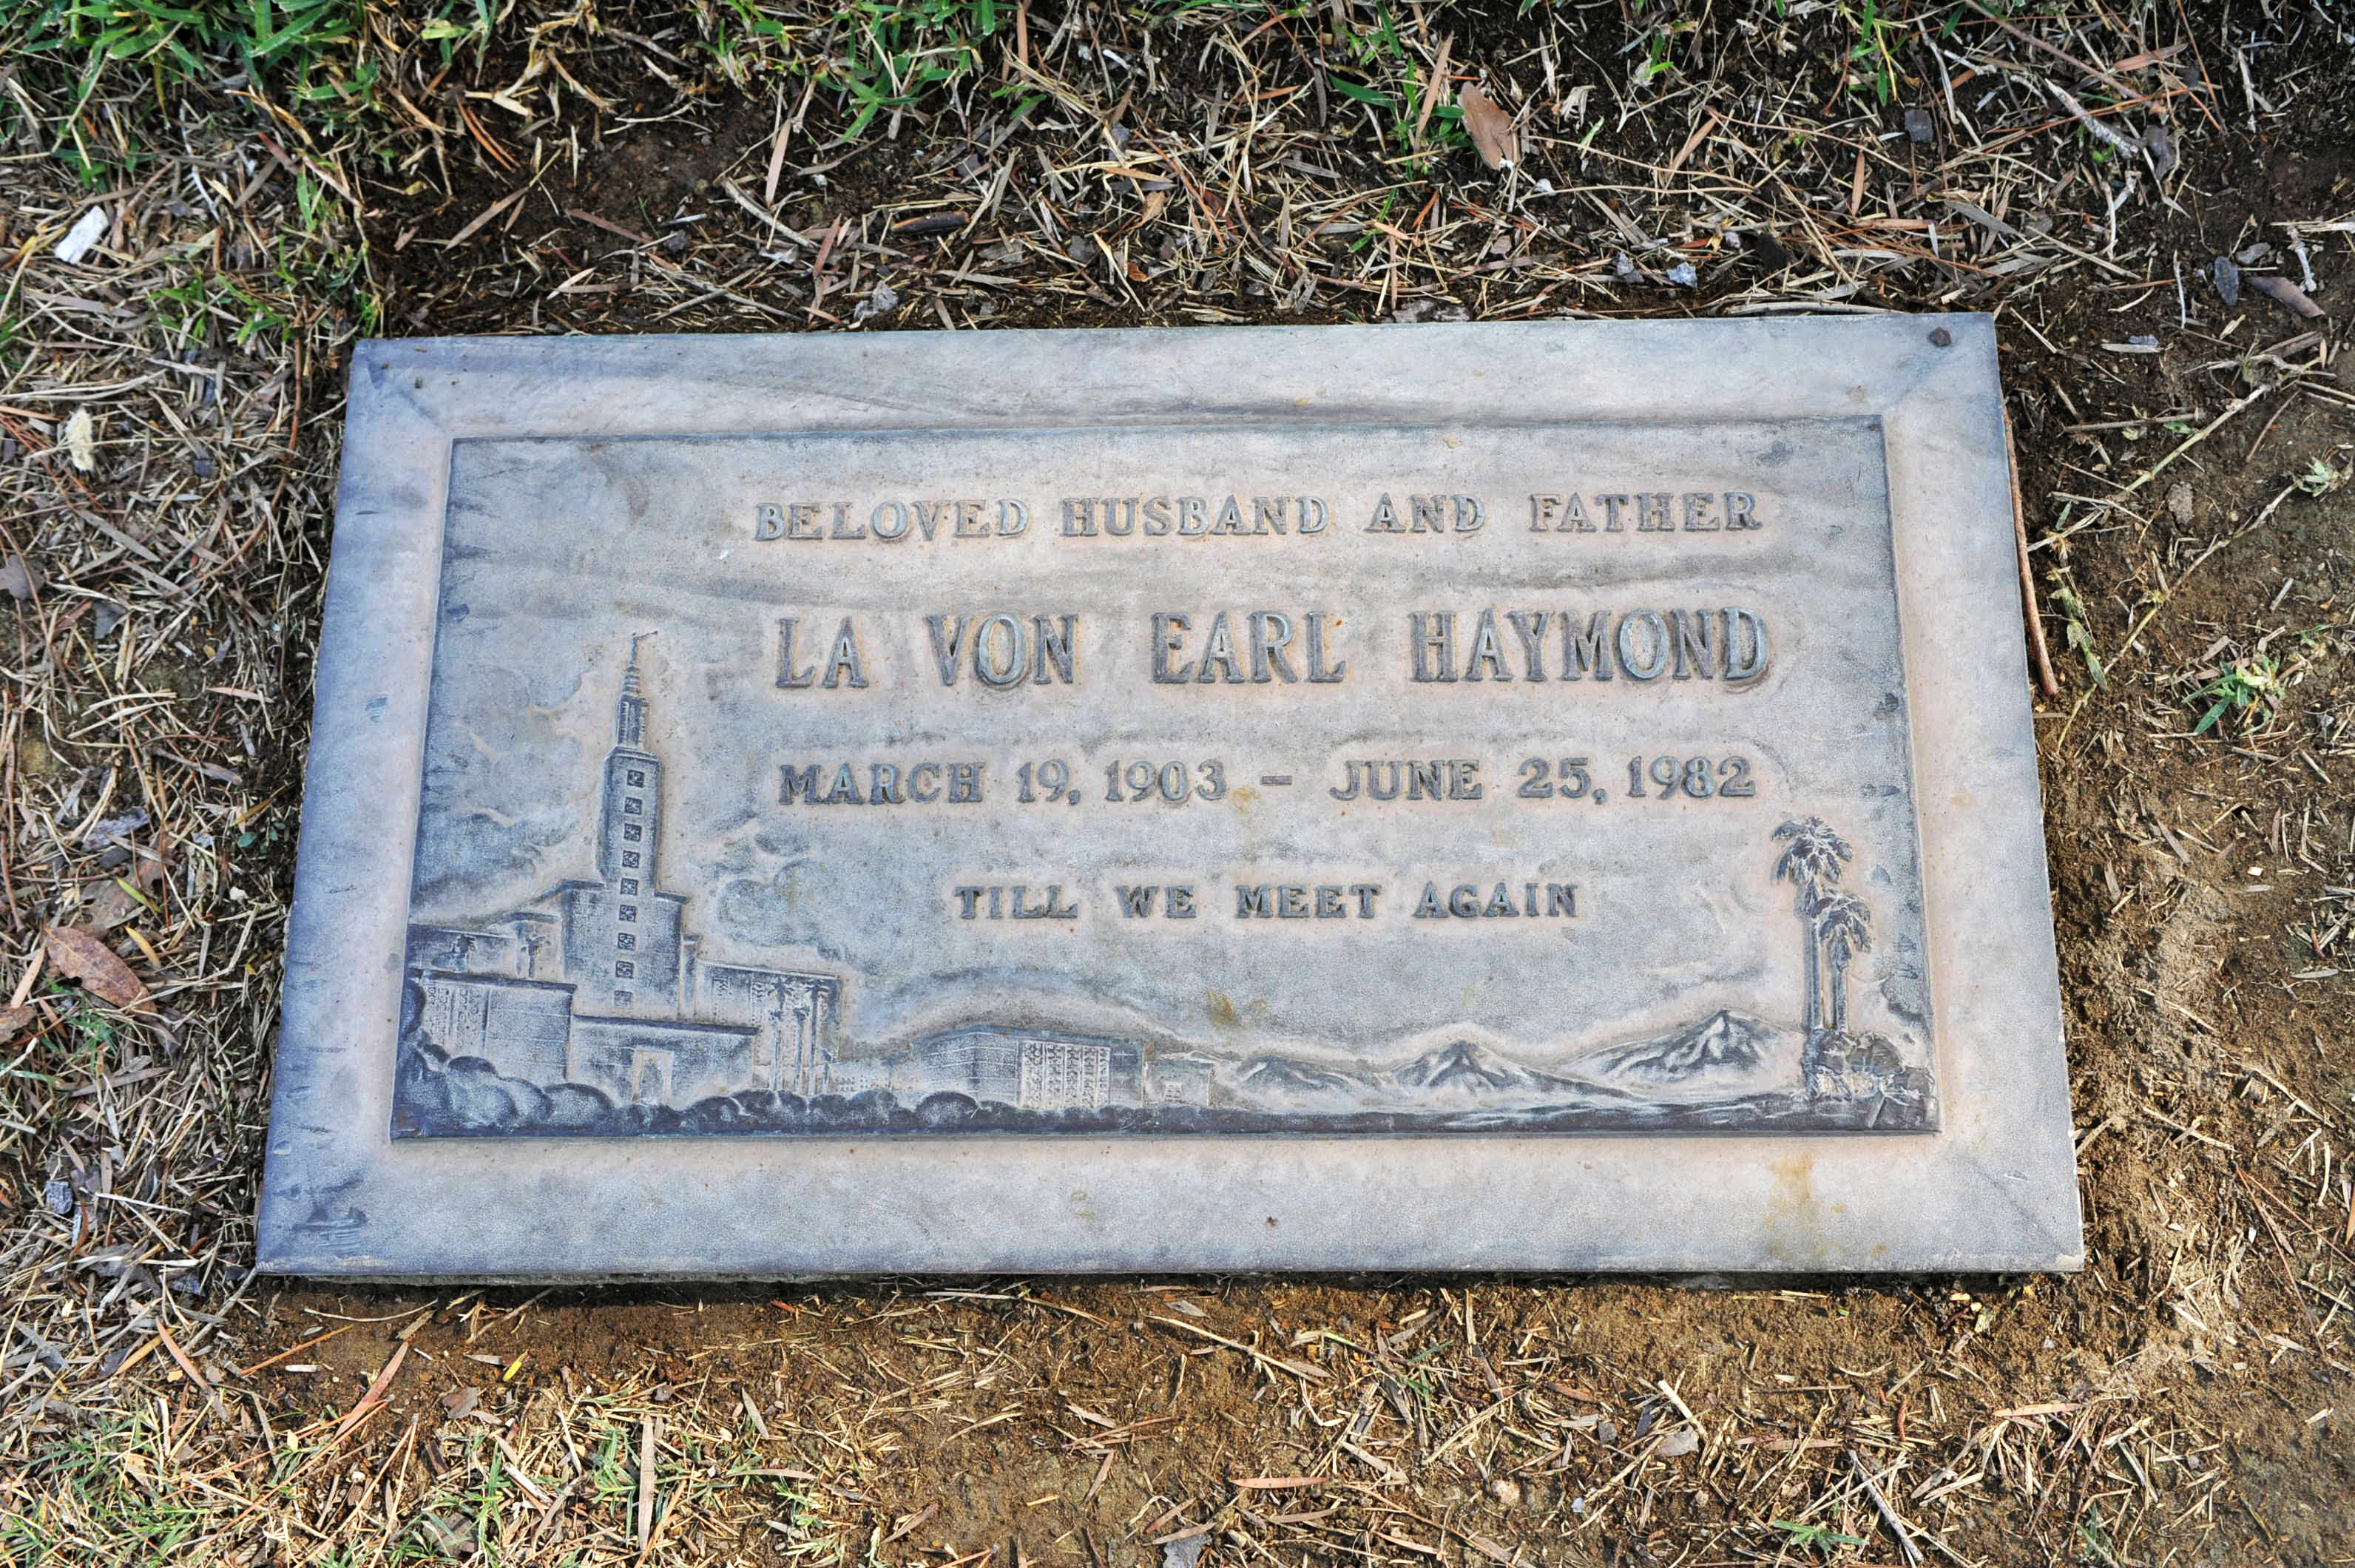 BELOVED HUSBAND AND FATHER
LA VON EARL HAYMOND
MARCH 19, 1903 – JUNE 25, 1982
TILL WE MEET AGAIN